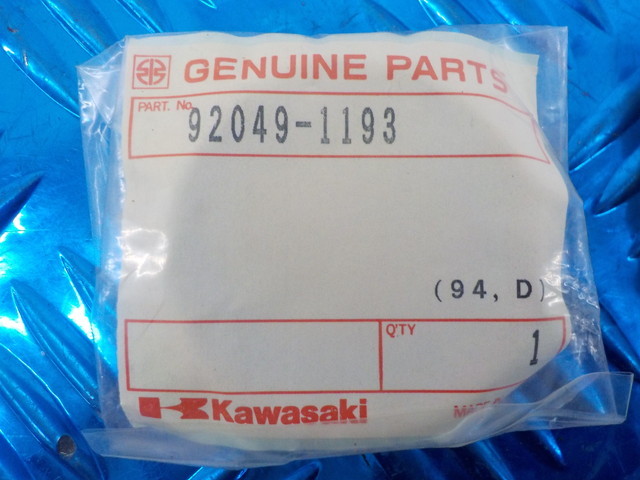 GENUINE PARTS
PART. No.
92049-1193
(94, D)
Q'TY
1
Kawasaki